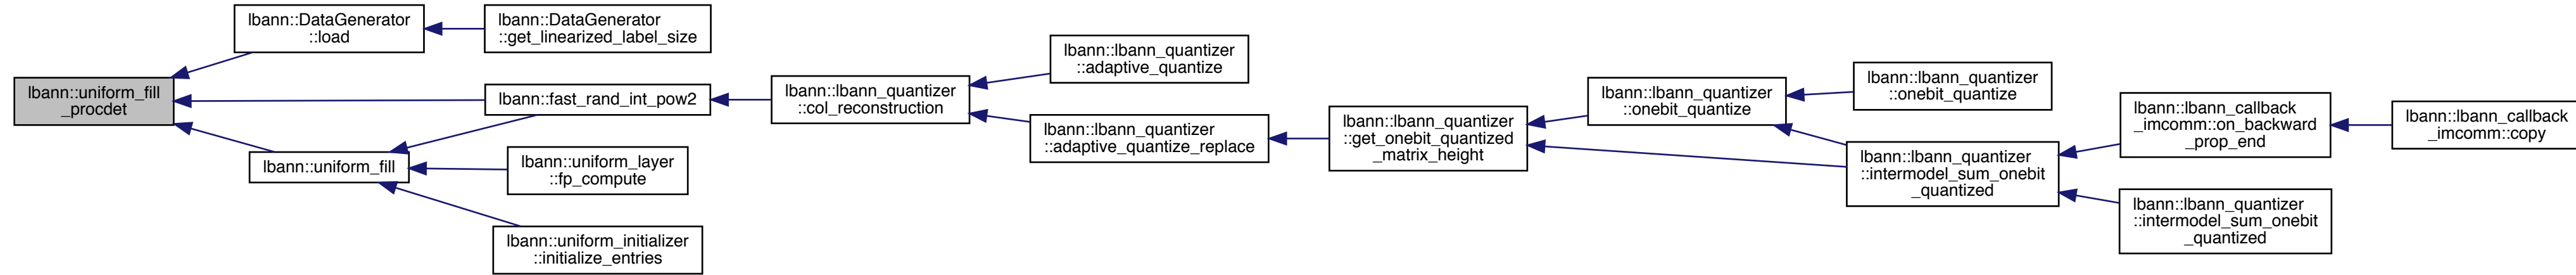 lbann::uniform_fill
_procdet
lbann::DataGenerator
::load
lbann::DataGenerator
::get_linearized_label_size
lbann::fast_rand_int_pow2
lbann::uniform_fill
lbann::uniform_layer
::fp_compute
lbann::uniform_initializer
::initialize_entries
lbann::lbann_quantizer
::col_reconstruction
lbann::lbann_quantizer
::adaptive_quantize
lbann::lbann_quantizer
::adaptive_quantize_replace
lbann::lbann_quantizer
::get_onebit_quantized
_matrix_height
lbann::lbann_quantizer
::onebit_quantize
lbann::lbann_quantizer
::onebit_quantize
lbann::lbann_quantizer
::intermodel_sum_onebit
_quantized
lbann::lbann_callback
_imcomm::on_backward
_prop_end
lbann::lbann_callback
_imcomm::copy
lbann::lbann_quantizer
::intermodel_sum_onebit
_quantized